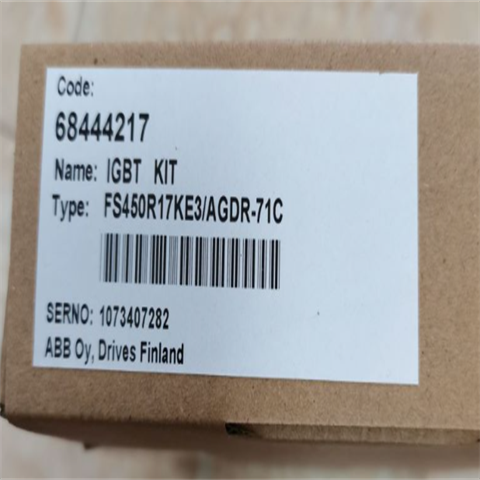 Code:
68444217
Name: IGBT KIT
Type: FS450R17KE3/AGDR-71C
SERNO: 1073407282
ABB Oy, Drives Finland